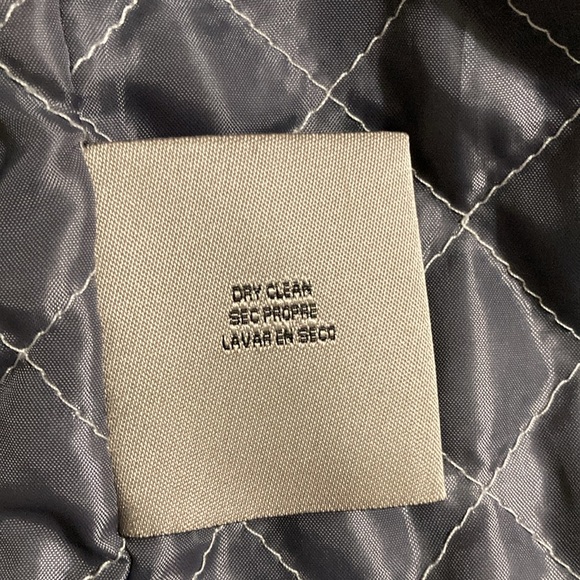 DRY CLEAN
SEC PROPRE
LAVAR EN SECO